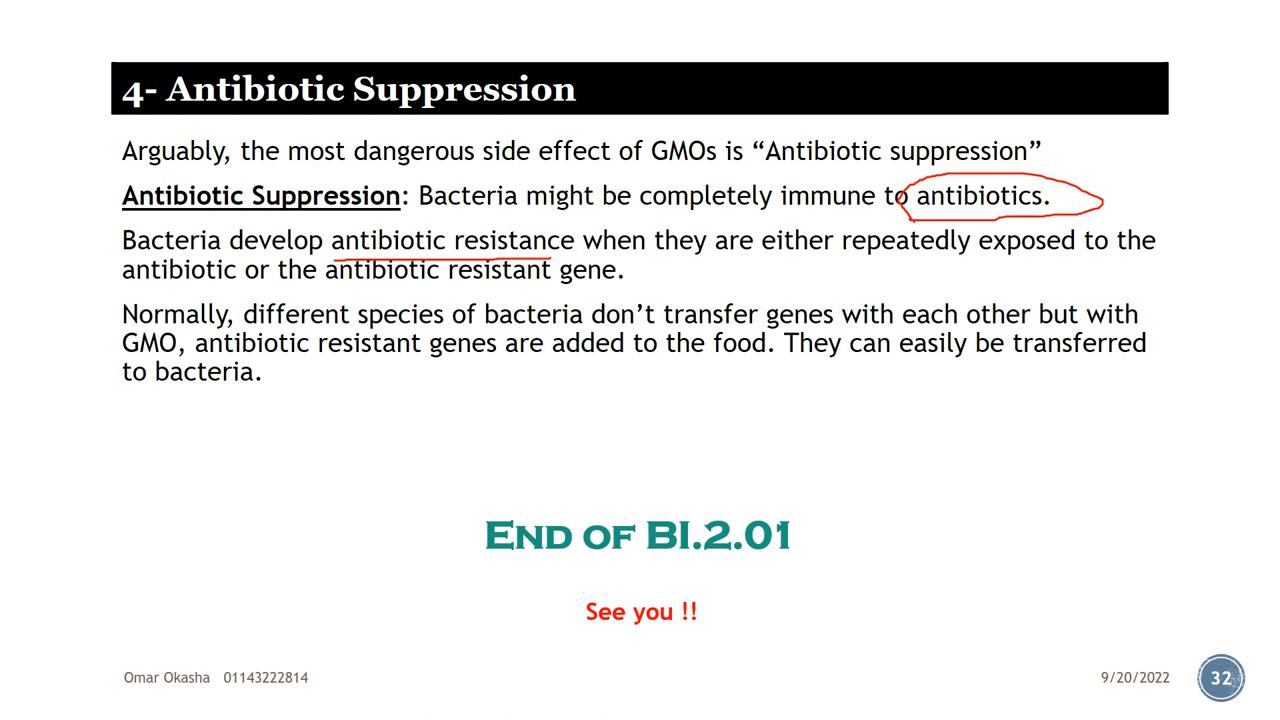 4- Antibiotic Suppression
Arguably, the most dangerous side effect of GMOs is “Antibiotic suppression”
Antibiotic Suppression: Bacteria might be completely immune to antibiotics.
Bacteria develop antibiotic resistance when they are either repeatedly exposed to the
antibiotic or the antibiotic resistant gene.
Normally, different species of bacteria don’t transfer genes with each other but with
GMO, antibiotic resistant genes are added to the food. They can easily be transferred
to bacteria.
END OF BI.2.01
See you !!
Omar Okasha 01143222814
9/20/2022
32